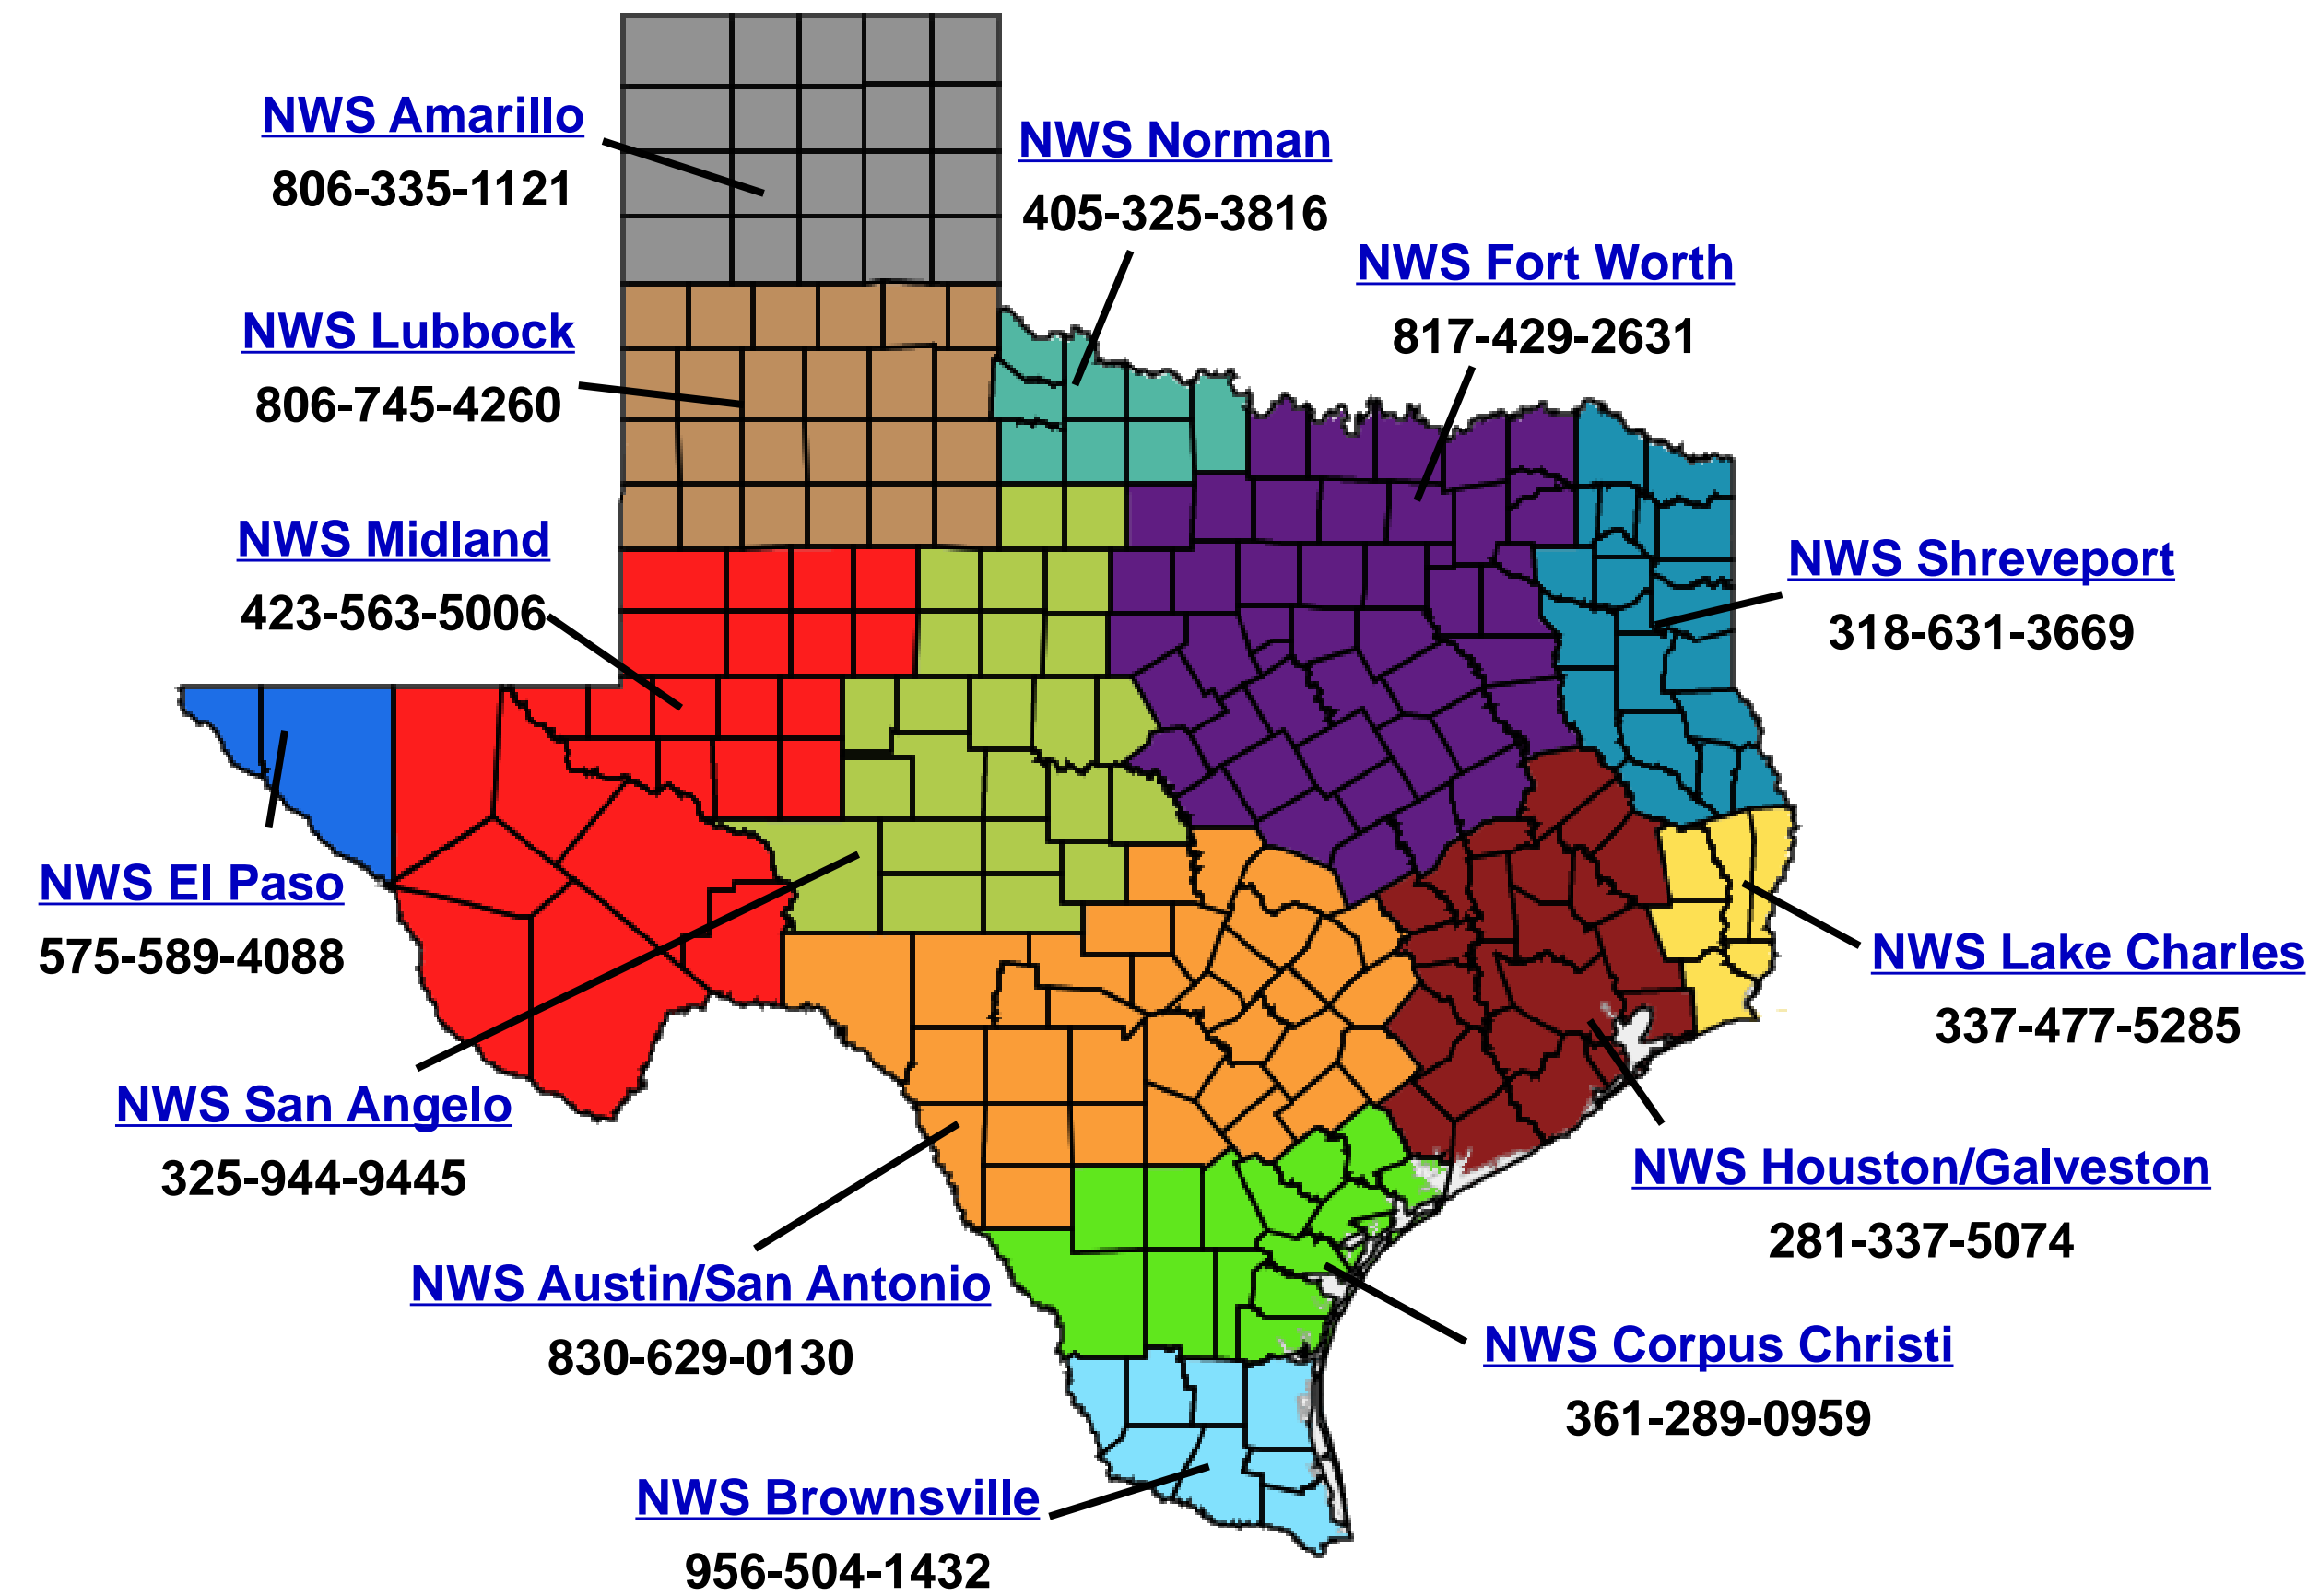 NWS Amarillo
806-335-1121
NWS Norman
405-325-3816
NWS Fort Worth
817-429-2631
NWS Lubbock
806-745-4260
NWS Midland
423-563-5006
NWS Shreveport
318-631-3669
NWS El Paso
575-589-4088
NWS Lake Charles
337-477-5285
NWS San Angelo
325-944-9445
NWS Houston/Galveston
281-337-5074
NWS Austin/San Antonio
830-629-0130
NWS Corpus Christi
361-289-0959
NWS Brownsville
956-504-1432